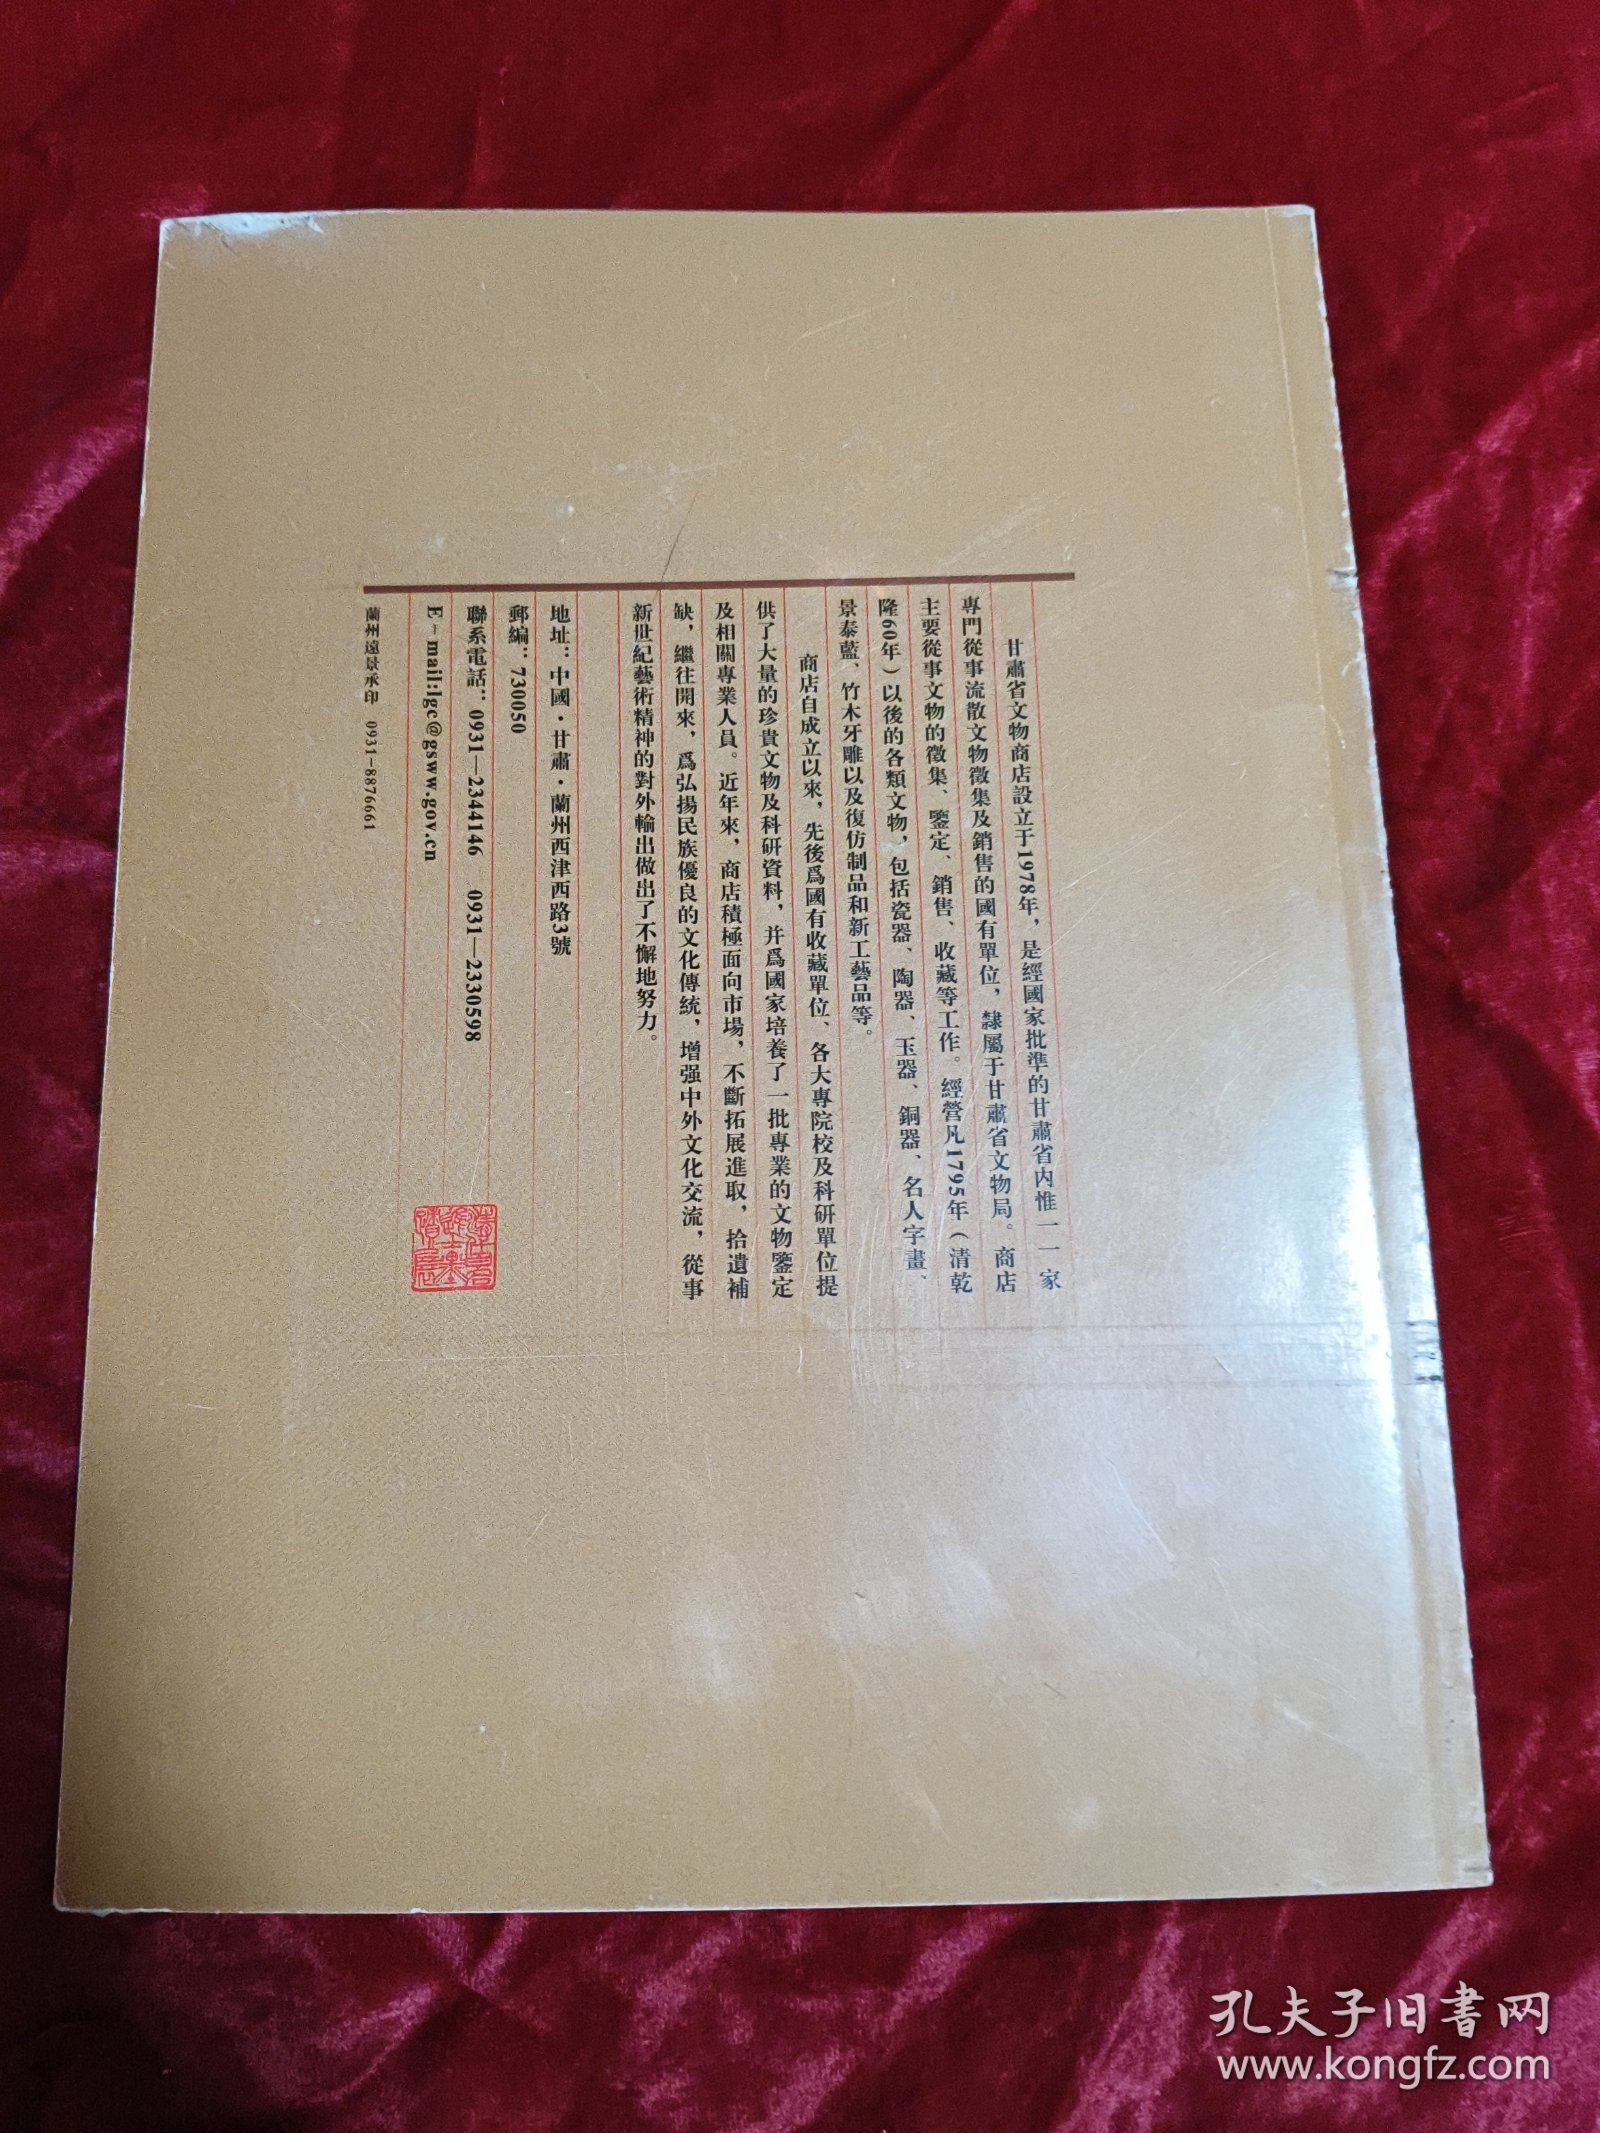 甘肅省文物商店設立于1978年，是經國家批準的甘肅省内惟一一家
專門從事流散文物徵集及銷售的國有單位，隸屬于甘肅省文物局。商店
主要從事文物的徵集、鑒定、銷售、收藏等工作。經營凡1795年（清乾
隆60年）以後的各類文物，包括瓷器、陶器、玉器、銅器、名人字畫、
景泰藍、竹木牙雕以及復仿制品和新工藝品等。
商店自成立以來，先後爲國有收藏單位、各大專院校及科研單位提
供了大量的珍貴文物及科研資料，并爲國家培養了一批專業的文物鑒定
及相關專業人員。近年來，商店積極面向市場，不斷拓展進取，拾遺補
缺，繼往開來，爲弘揚民族優良的文化傳統，增强中外文化交流，從事
新世紀藝術精神的對外輸出做出了不懈地努力。
地址：中國·甘肅·蘭州西津西路3號
郵編：730050
聯系電話：0931—2344146 0931—2330598
E-mail:lgc@gsww.gov.cn
蘭州遠景承印 0931-8876661
孔夫子旧書网
www.kongfz.com